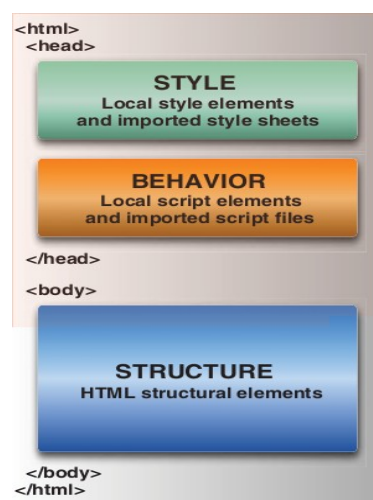 <html>
<head>
STYLE
Local style elements
and imported style sheets
BEHAVIOR
Local script elements
and imported script files
</head>
<body>
STRUCTURE
HTML structural elements
</body>
</html>